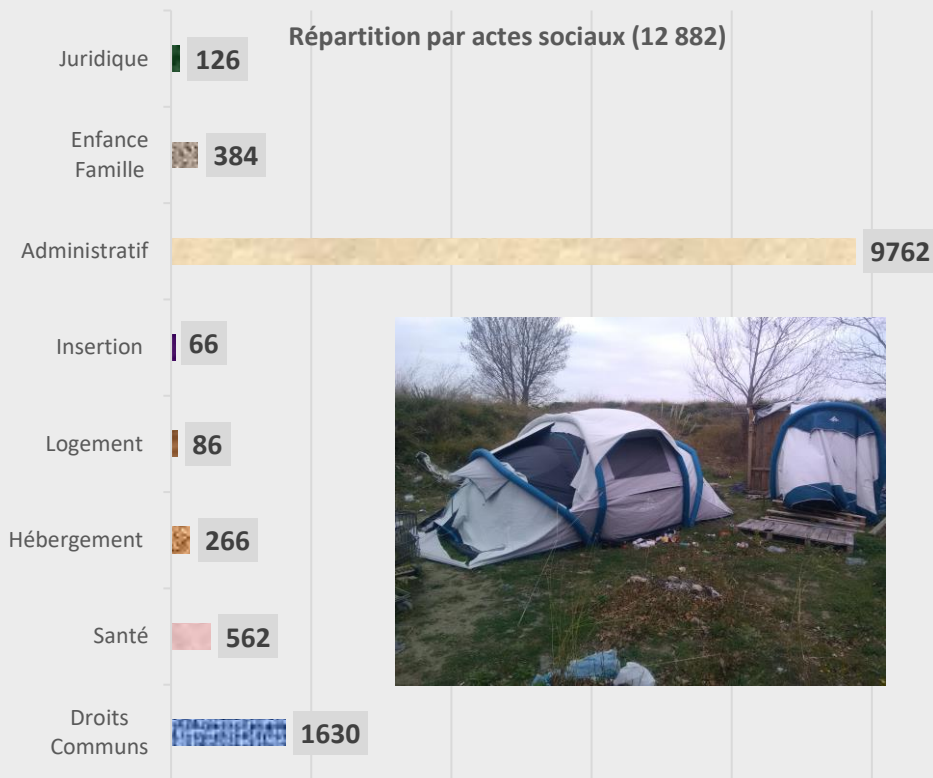 Répartition par actes sociaux (12 882)
Juridique 126
Enfance
Famille 384
Administratif 9762
Insertion 66
Logement 86
Hébergement 266
Santé 562
Droits
Communs 1630